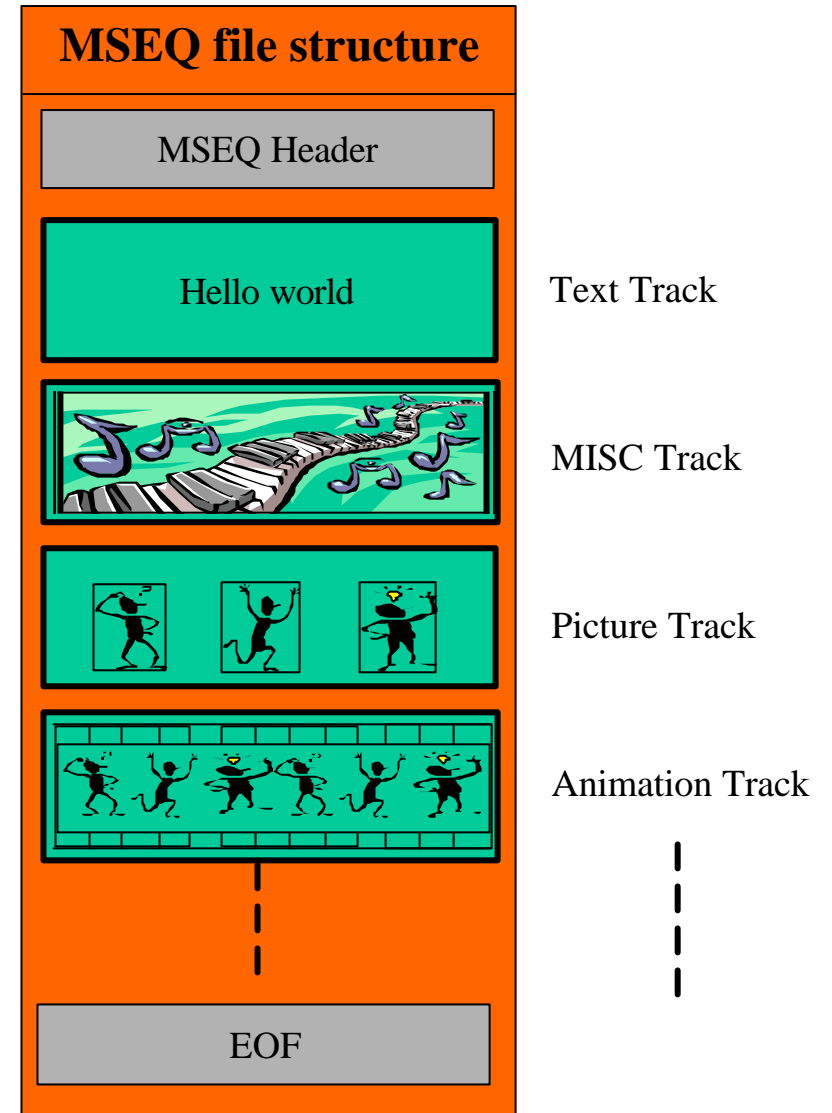 MSEQ file structure
MSEQ Header
Hello world
Text Track
MISC Track
Picture Track
Animation Track
EOF